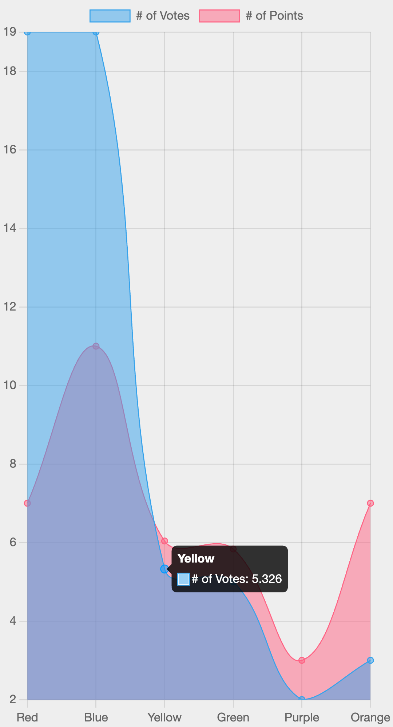 # of Votes # of Points
19
18
16
14
12
10
8
6
Yellow
# of Votes: 5.326
4
2
Red Blue Yellow Green Purple Orange